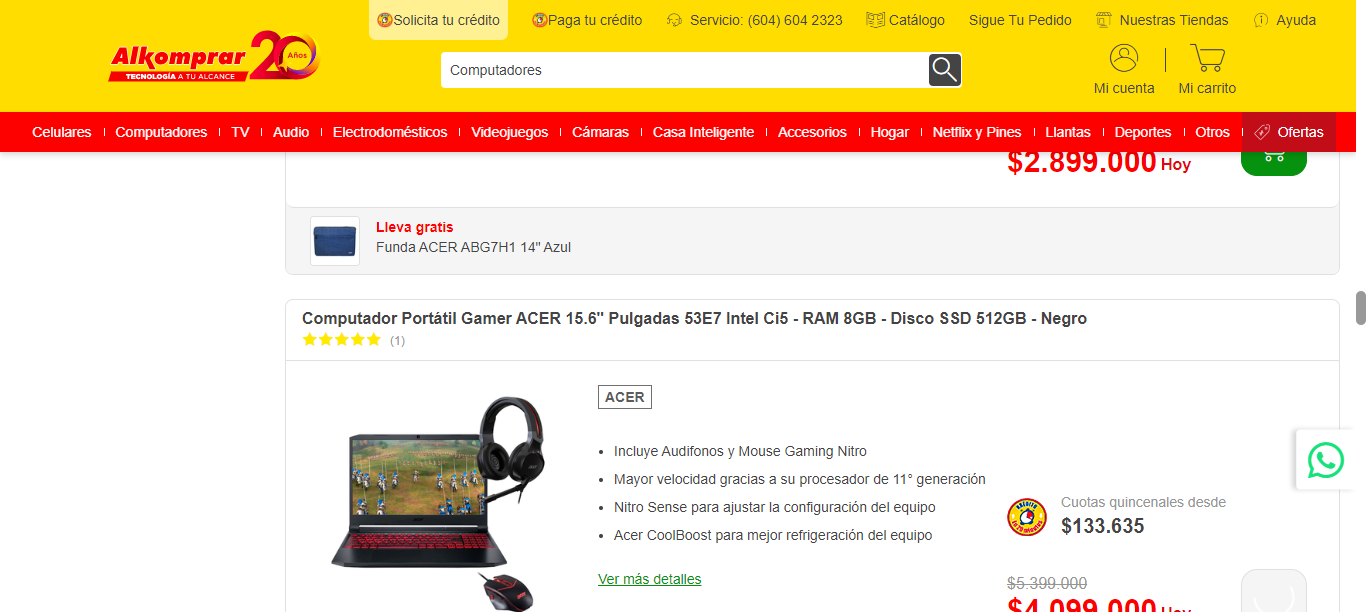 Solicita tu crédito
Paga tu crédito
Servicio: (604) 604 2323
Catálogo
Sigue Tu Pedido
Nuestras Tiendas
Ayuda
Alkomprar 20 Años
TECNOLOGÍA A TU ALCANCE
Computadores
Mi cuenta
Mi carrito
Celulares
Computadores
TV
Audio
Electrodomésticos
Videojuegos
Cámaras
Casa Inteligente
Accesorios
Hogar
Netflix y Pines
Llantas
Deportes
Otros
Ofertas
$2.899.000 Hoy
Lleva gratis
Funda ACER ABG7H1 14" Azul
Computador Portátil Gamer ACER 15.6" Pulgadas 53E7 Intel Ci5 - RAM 8GB - Disco SSD 512GB - Negro
(1)
ACER
Incluye Audifonos y Mouse Gaming Nitro
Mayor velocidad gracias a su procesador de 11° generación
Nitro Sense para ajustar la configuración del equipo
Acer CoolBoost para mejor refrigeración del equipo
Ver más detalles
Cuotas quincenales desde
$133.635
$5.399.000
$4.099.000 Hoy